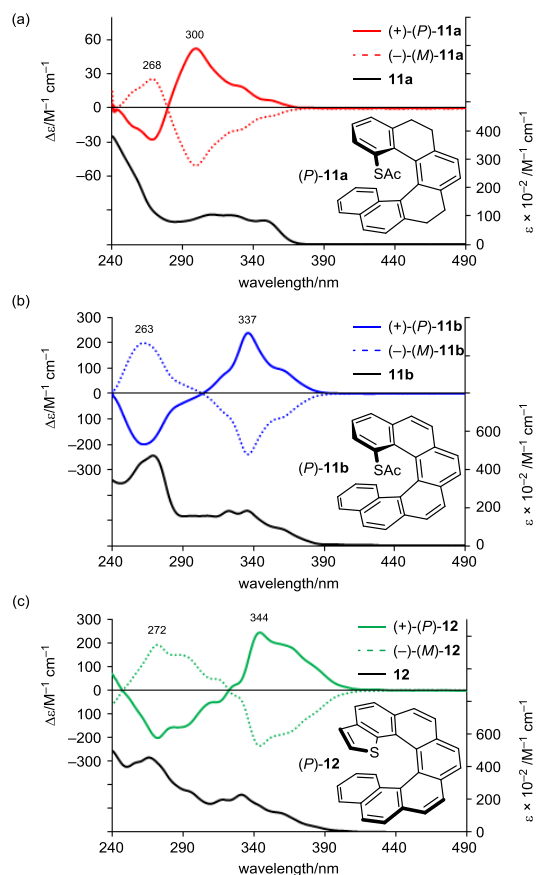 (a)
300
268
(+)-(P)-11a
(–)-(M)-11a
11a
60
30
0
–30
–60
Δε/M⁻¹ cm⁻¹
(P)-11a
SAc
400
300
200
100
0
ε × 10⁻² /M⁻¹ cm⁻¹
240 290 340 390 440 490
wavelength/nm
(b)
263
337
(+)-(P)-11b
(–)-(M)-11b
11b
300
200
100
0
–100
–200
–300
Δε/M⁻¹ cm⁻¹
(P)-11b
SAc
600
400
200
0
ε × 10⁻² /M⁻¹ cm⁻¹
240 290 340 390 440 490
wavelength/nm
(c)
272
344
(+)-(P)-12
(–)-(M)-12
12
300
200
100
0
–100
–200
–300
Δε/M⁻¹ cm⁻¹
(P)-12
S
800
600
400
200
0
ε × 10⁻² /M⁻¹ cm⁻¹
240 290 340 390 440 490
wavelength/nm